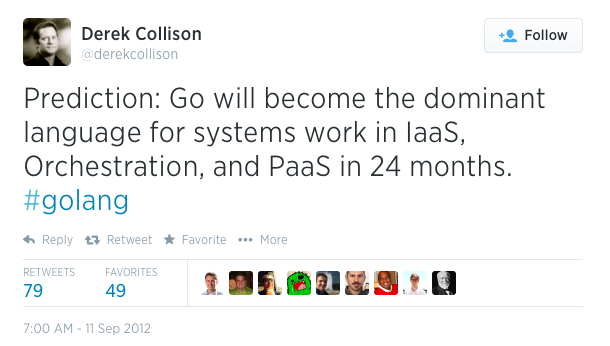 Derek Collison
@derekcollison
Follow
Prediction: Go will become the dominant
language for systems work in IaaS,
Orchestration, and PaaS in 24 months.
#golang
Reply Retweet Favorite More
RETWEETS FAVORITES
79 49
7:00 AM - 11 Sep 2012